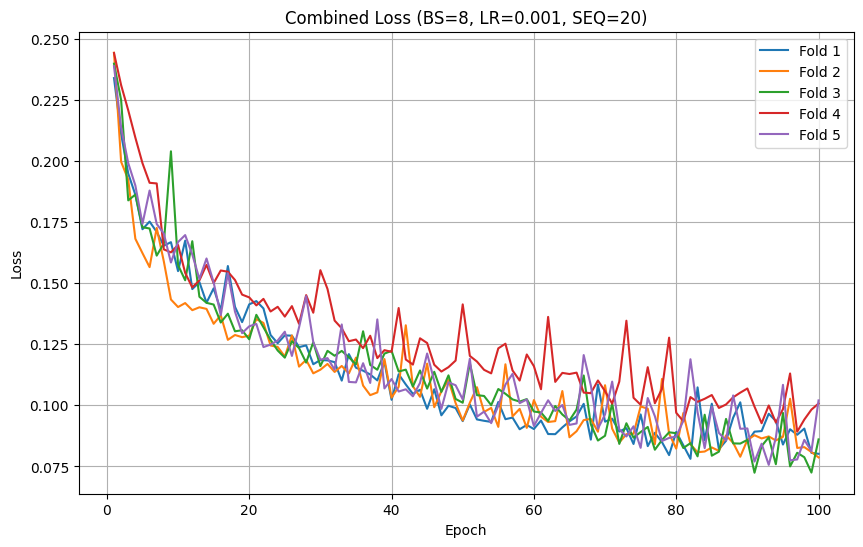 Combined Loss (BS=8, LR=0.001, SEQ=20)
Loss
0.250
0.225
0.200
0.175
0.150
0.125
0.100
0.075
Fold 1
Fold 2
Fold 3
Fold 4
Fold 5
0
20
40
60
80
100
Epoch